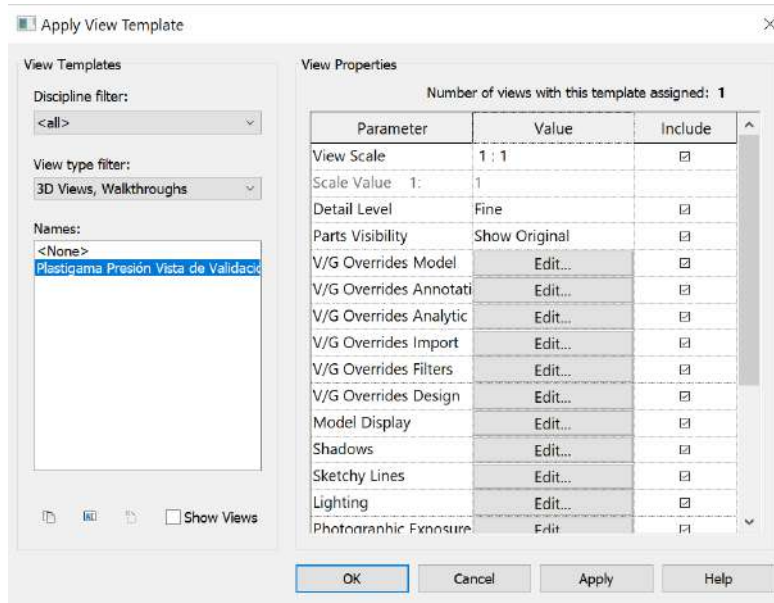 Apply View Template
View Templates
Discipline filter:
<all>
View type filter:
3D Views, Walkthroughs
Names:
<None>
Plastigama Presión Vista de Validació
Show Views
View Properties
Number of views with this template assigned: 1
Parameter Value Include
View Scale 1 : 1
Scale Value 1: 1
Detail Level Fine
Parts Visibility Show Original
V/G Overrides Model Edit...
V/G Overrides Annotati Edit...
V/G Overrides Analytic Edit...
V/G Overrides Import Edit...
V/G Overrides Filters Edit...
V/G Overrides Design Edit...
Model Display Edit...
Shadows Edit...
Sketchy Lines Edit...
Lighting Edit...
Photographic Exposure Edit
OK Cancel Apply Help